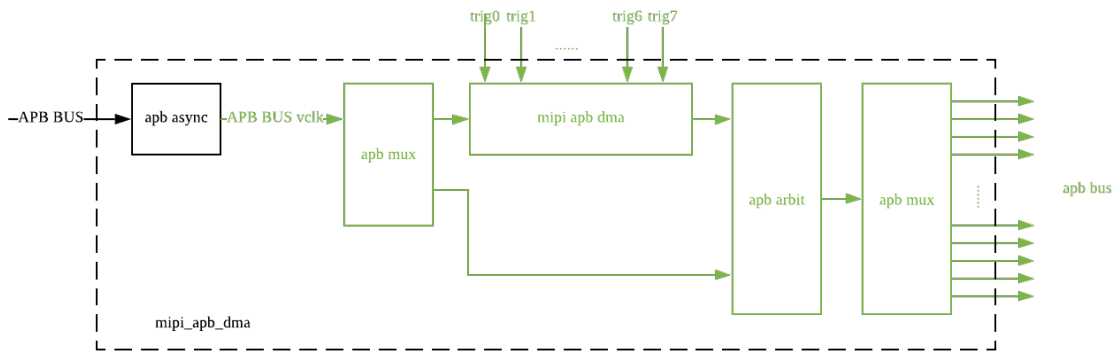 trig0 trig1 trig6 trig7
......
APB BUS
apb async
APB BUS vclk
apb mux
mipi apb dma
apb arbit
apb mux
......
apb bus
mipi_apb_dma